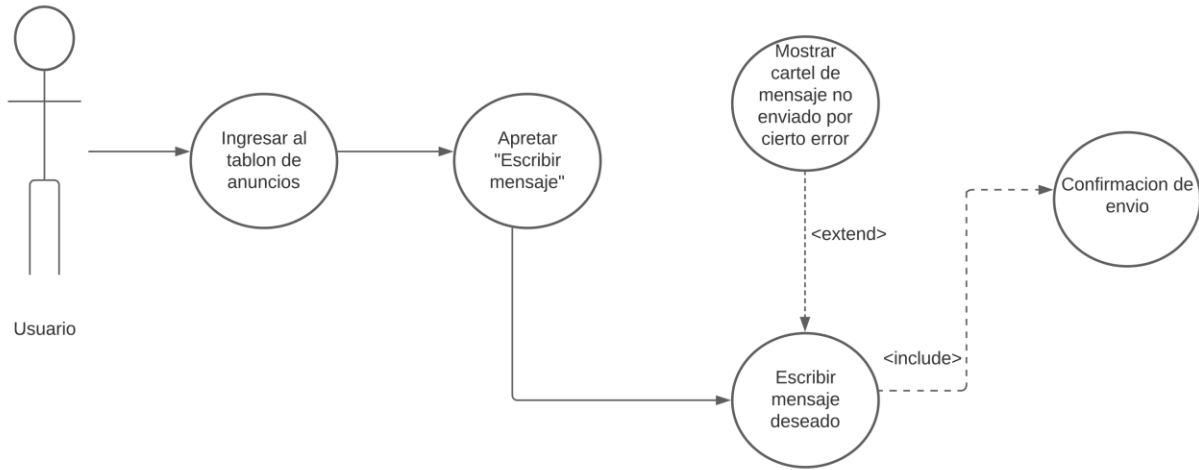 Usuario
Ingresar al
tablon de
anuncios
Apretar
"Escribir
mensaje"
Mostrar
cartel de
mensaje no
enviado por
cierto error
<extend>
Escribir
mensaje
deseado
<include>
Confirmacion de
envio